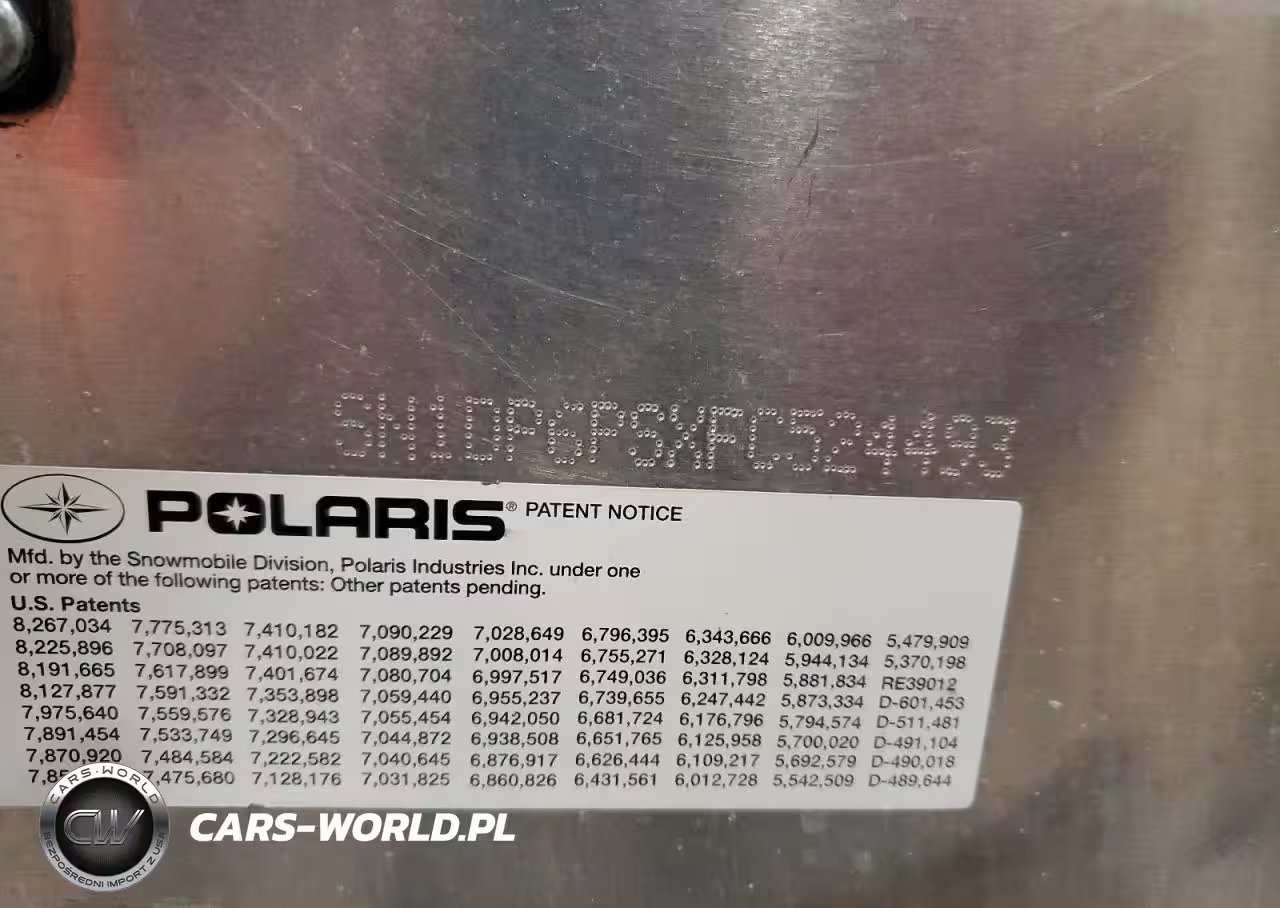 SN1DP6PSXFC524493
POLARIS® PATENT NOTICE
Mfd. by the Snowmobile Division, Polaris Industries Inc. under one
or more of the following patents: Other patents pending.
U.S. Patents
8,267,034 7,775,313 7,410,182 7,090,229 7,028,649 6,796,395 6,343,666 6,009,966 5,479,909
8,225,896 7,708,097 7,410,022 7,089,892 7,008,014 6,755,271 6,328,124 5,944,134 5,370,198
8,191,665 7,617,899 7,401,674 7,080,704 6,997,517 6,749,036 6,311,798 5,881,834 RE39012
8,127,877 7,591,332 7,353,898 7,059,440 6,955,237 6,739,655 6,247,442 5,873,334 D-601,453
7,975,640 7,559,576 7,328,943 7,055,454 6,942,050 6,681,724 6,176,796 5,794,574 D-511,481
7,891,454 7,533,749 7,296,645 7,044,872 6,938,508 6,651,765 6,125,958 5,700,020 D-491,104
7,870,920 7,484,584 7,222,582 7,040,645 6,876,917 6,626,444 6,109,217 5,692,579 D-490,018
7,475,680 7,128,176 7,031,825 6,860,826 6,431,561 6,012,728 5,542,509 D-489,644
CARS-WORLD
CW
BEZPOŚREDNI IMPORT Z USA
CARS-WORLD.PL